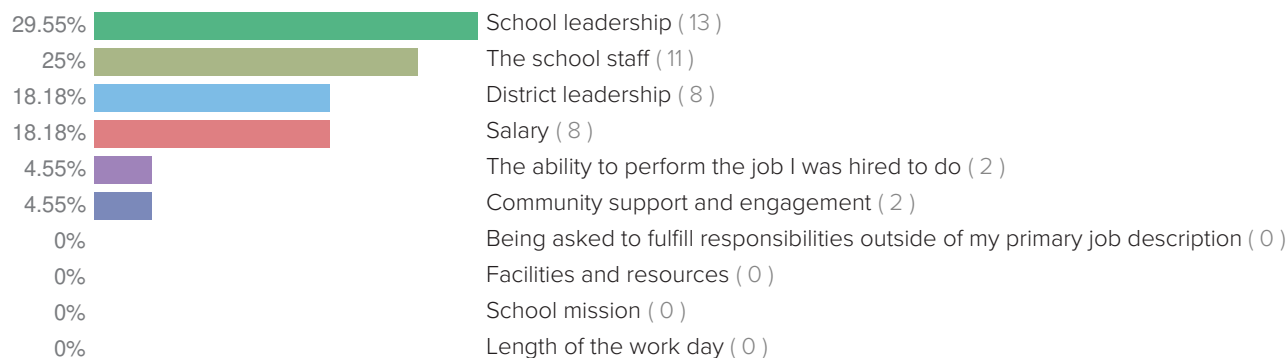 29.55% School leadership ( 13 )
25% The school staff ( 11 )
18.18% District leadership ( 8 )
18.18% Salary ( 8 )
4.55% The ability to perform the job I was hired to do ( 2 )
4.55% Community support and engagement ( 2 )
0% Being asked to fulfill responsibilities outside of my primary job description ( 0 )
0% Facilities and resources ( 0 )
0% School mission ( 0 )
0% Length of the work day ( 0 )